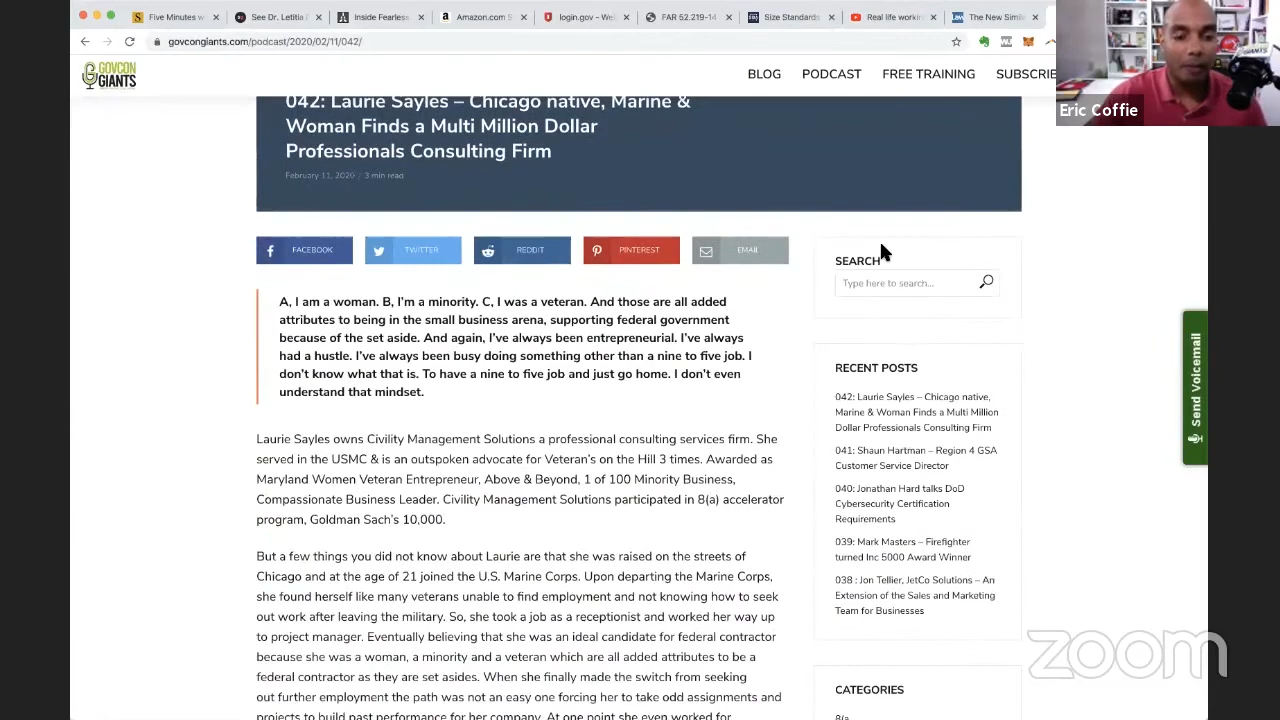 Five Minutes w
See Dr. Letitia
Inside Fearless
Amazon.com S
login.gov - Wel
FAR 52.219-14
Size Standards
Real life workin
The New Simi
govcongiants.com/podcast/2020/02/11/042/
GOVCON
GIANTS
BLOG
PODCAST
FREE TRAINING
SUBSCRIBE
Eric Coffie
042: Laurie Sayles – Chicago native, Marine &
Woman Finds a Multi Million Dollar
Professionals Consulting Firm
February 11, 2020 / 3 min read
FACEBOOK
TWITTER
REDDIT
PINTEREST
EMAIL
A, I am a woman. B, I'm a minority. C, I was a veteran. And those are all added
attributes to being in the small business arena, supporting federal government
because of the set aside. And again, I've always been entrepreneurial. I've always
had a hustle. I've always been busy doing something other than a nine to five job. I
don't know what that is. To have a nine to five job and just go home. I don't even
understand that mindset.
Laurie Sayles owns Civility Management Solutions a professional consulting services firm. She
served in the USMC & is an outspoken advocate for Veteran's on the Hill 3 times. Awarded as
Maryland Women Veteran Entrepreneur, Above & Beyond, 1 of 100 Minority Business,
Compassionate Business Leader. Civility Management Solutions participated in 8(a) accelerator
program, Goldman Sach's 10,000.
But a few things you did not know about Laurie are that she was raised on the streets of
Chicago and at the age of 21 joined the U.S. Marine Corps. Upon departing the Marine Corps,
she found herself like many veterans unable to find employment and not knowing how to seek
out work after leaving the military. So, she took a job as a receptionist and worked her way up
to project manager. Eventually believing that she was an ideal candidate for federal contractor
because she was a woman, a minority and a veteran which are all added attributes to be a
federal contractor as they are set asides. When she finally made the switch from seeking
out further employment the path was not an easy one forcing her to take odd assignments and
projects to build past performance for her company. At one point she even worked for
SEARCH
Type here to search...
RECENT POSTS
042: Laurie Sayles – Chicago native,
Marine & Woman Finds a Multi Million
Dollar Professionals Consulting Firm
041: Shaun Hartman – Region 4 GSA
Customer Service Director
040: Jonathan Hard talks DoD
Cybersecurity Certification
Requirements
039: Mark Masters – Firefighter
turned Inc 5000 Award Winner
038 : Jon Tellier, JetCo Solutions – An
Extension of the Sales and Marketing
Team for Businesses
CATEGORIES
8(a
Send Voicemail
zoom